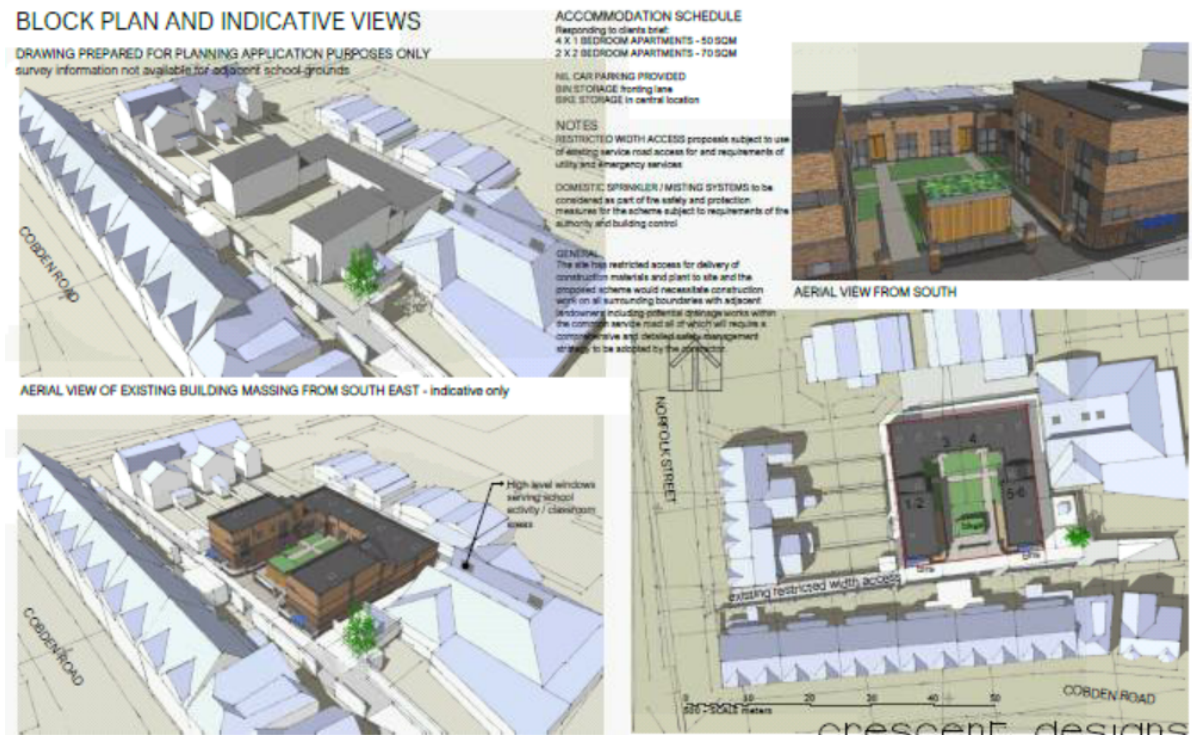 BLOCK PLAN AND INDICATIVE VIEWS
DRAWING PREPARED FOR PLANNING APPLICATION PURPOSES ONLY
survey information not available for adjacent school grounds
COBDEN ROAD
AERIAL VIEW OF EXISTING BUILDING MASSING FROM SOUTH EAST - indicative only
ACCOMMODATION SCHEDULE
Responding to clients brief:
4 X 1 BEDROOM APARTMENTS - 50 SQM
2 X 2 BEDROOM APARTMENTS - 70 SQM
NIL CAR PARKING PROVIDED
BIN STORAGE fronting lane
BIKE STORAGE in central location
NOTES
RESTRICTED WIDTH ACCESS proposals subject to use
of existing service road access for and requirements of
utility and emergency services
DOMESTIC SPRINKLER / MISTING SYSTEMS to be
considered as part of fire safety and protection
measures for the scheme subject to requirements of fire
authority and building control
GENERAL
The site has restricted access for delivery of
construction materials and plant to site and the
proposed scheme would necessitate construction
work on all surrounding boundaries with adjacent
landowners including potential drainage works within
the common service road all of which will require a
comprehensive and detailed safety management
strategy to be adopted by the contractor
AERIAL VIEW FROM SOUTH
High level windows
serving school
activity / classroom
areas
COBDEN ROAD
NORFOLK STREET
3 4
1-2
5-6
existing restricted width access
0 10 20 30 40 50
SCALE meters
COBDEN ROAD
crescent designs